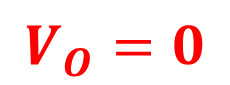 V_O = 0